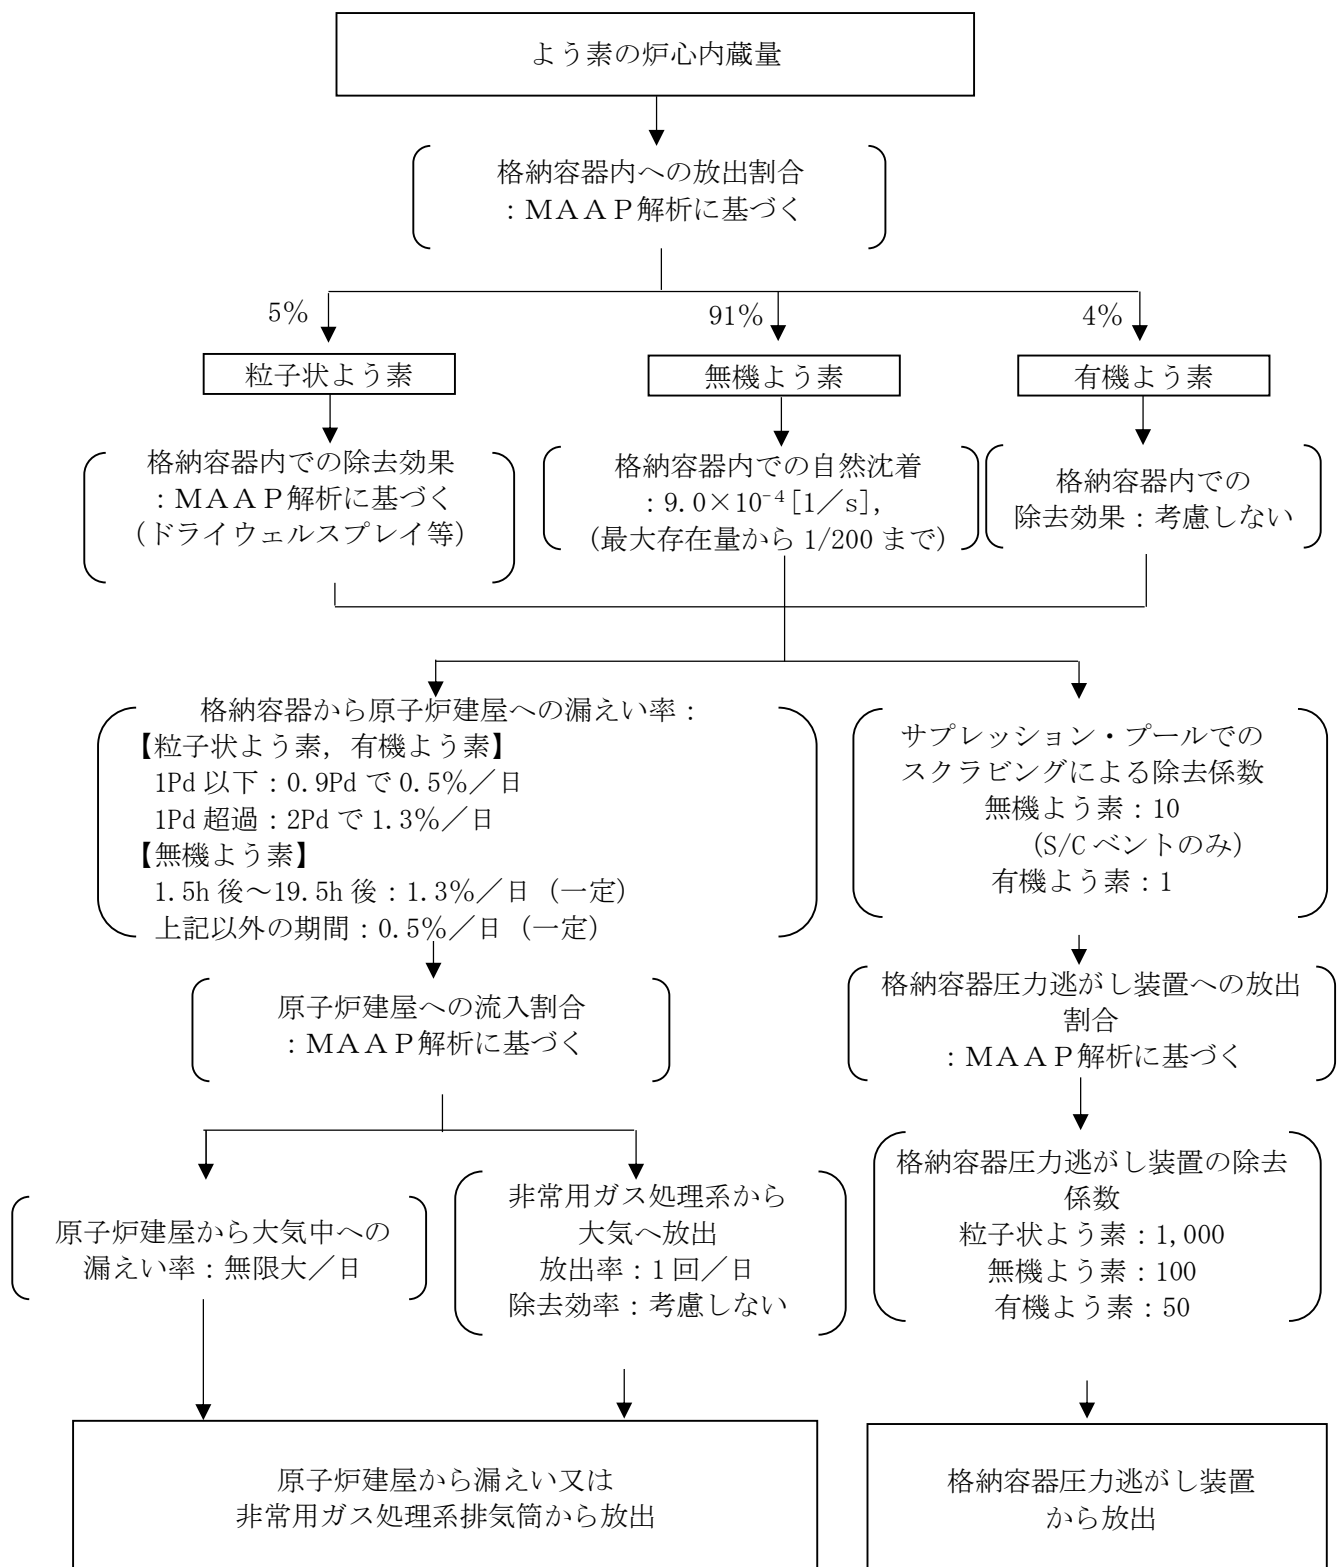 よう素の炉心内蔵量
格納容器内への放出割合
：ＭＡＡＰ解析に基づく
5％
91％
4％
粒子状よう素
無機よう素
有機よう素
格納容器内での除去効果
：ＭＡＡＰ解析に基づく
（ドライウェルスプレイ等）
格納容器内での自然沈着
：9.0×10⁻⁴[1／s]，
（最大存在量から 1/200 まで）
格納容器内での
除去効果：考慮しない
格納容器から原子炉建屋への漏えい率：
【粒子状よう素，有機よう素】
1Pd 以下：0.9Pd で 0.5％／日
1Pd 超過：2Pd で 1.3％／日
【無機よう素】
1.5h 後～19.5h 後：1.3％／日（一定）
上記以外の期間：0.5％／日（一定）
サプレッション・プールでの
スクラビングによる除去係数
無機よう素：10
（S/C ベントのみ）
有機よう素：1
原子炉建屋への流入割合
：ＭＡＡＰ解析に基づく
格納容器圧力逃がし装置への放出
割合
：ＭＡＡＰ解析に基づく
原子炉建屋から大気中への
漏えい率：無限大／日
非常用ガス処理系から
大気へ放出
放出率：1 回／日
除去効率：考慮しない
格納容器圧力逃がし装置の除去
係数
粒子状よう素：1,000
無機よう素：100
有機よう素：50
原子炉建屋から漏えい又は
非常用ガス処理系排気筒から放出
格納容器圧力逃がし装置
から放出